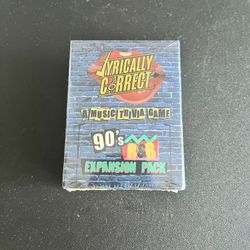 LYRICALLY
CORRECT
A MUSIC TRIVIA GAME
90's
R&B
EXPANSION PACK